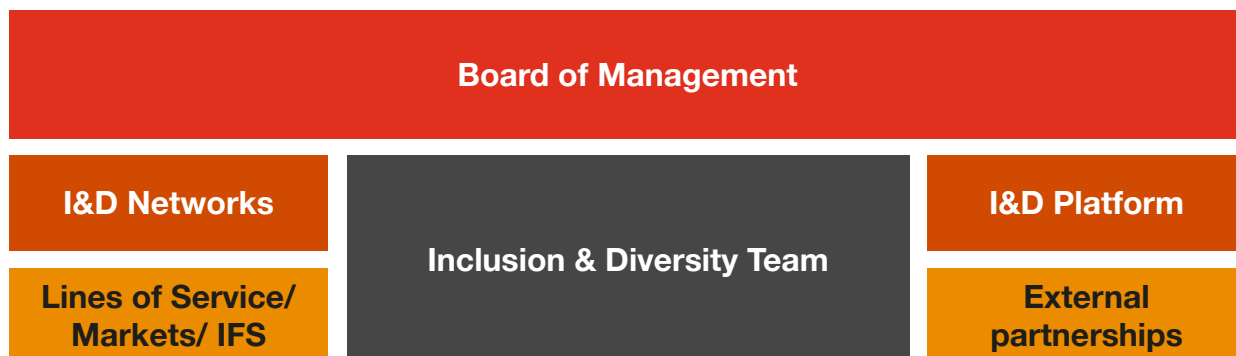 Board of Management
I&D Networks
Inclusion & Diversity Team
I&D Platform
Lines of Service/
Markets/ IFS
External
partnerships